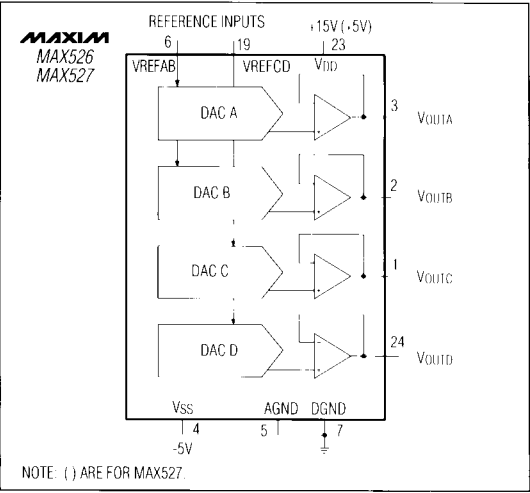 REFERENCE INPUTS
+15V (+5V)
MAXIM
MAX526
MAX527
6
19
23
VREFAB
VREFCD
VDD
DAC A
3
VOUTA
DAC B
2
VOUTB
DAC C
1
VOUTC
DAC D
24
VOUTD
VSS
AGND
DGND
4
5
7
-5V
NOTE: ( ) ARE FOR MAX527.